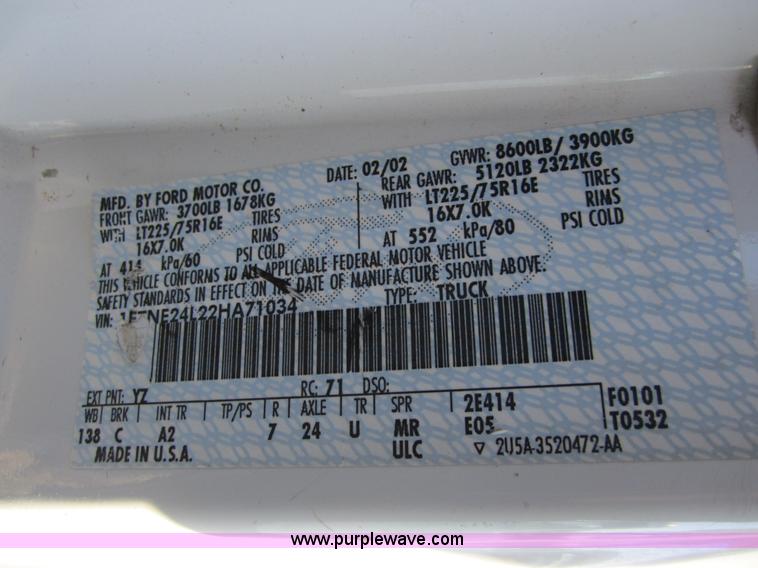 MFD. BY FORD MOTOR CO.
DATE: 02/02
GVWR: 8600LB/ 3900KG
FRONT GAWR: 3700LB 1678KG
REAR GAWR: 5120LB 2322KG
WITH LT225/75R16E TIRES
WITH LT225/75R16E TIRES
16X7.0K RIMS
16X7.0K RIMS
AT kPa/60 PSI COLD
AT 552 kPa/80 PSI COLD
THIS VEHICLE CONFORMS TO ALL APPLICABLE FEDERAL MOTOR VEHICLE
SAFETY STANDARDS IN EFFECT ON THE DATE OF MANUFACTURE SHOWN ABOVE.
VIN: 1FTNE24L22HA71034
TYPE: TRUCK
EXT PNT: YZ RC: 71 DSO:
WB BRK INT TR TP/PS R AXLE TR SPR 2E414 F0101
138 C A2 7 24 U MR E05 T0532
MADE IN U.S.A. ULC ▽ 2U5A-3520472-AA
www.purplewave.com